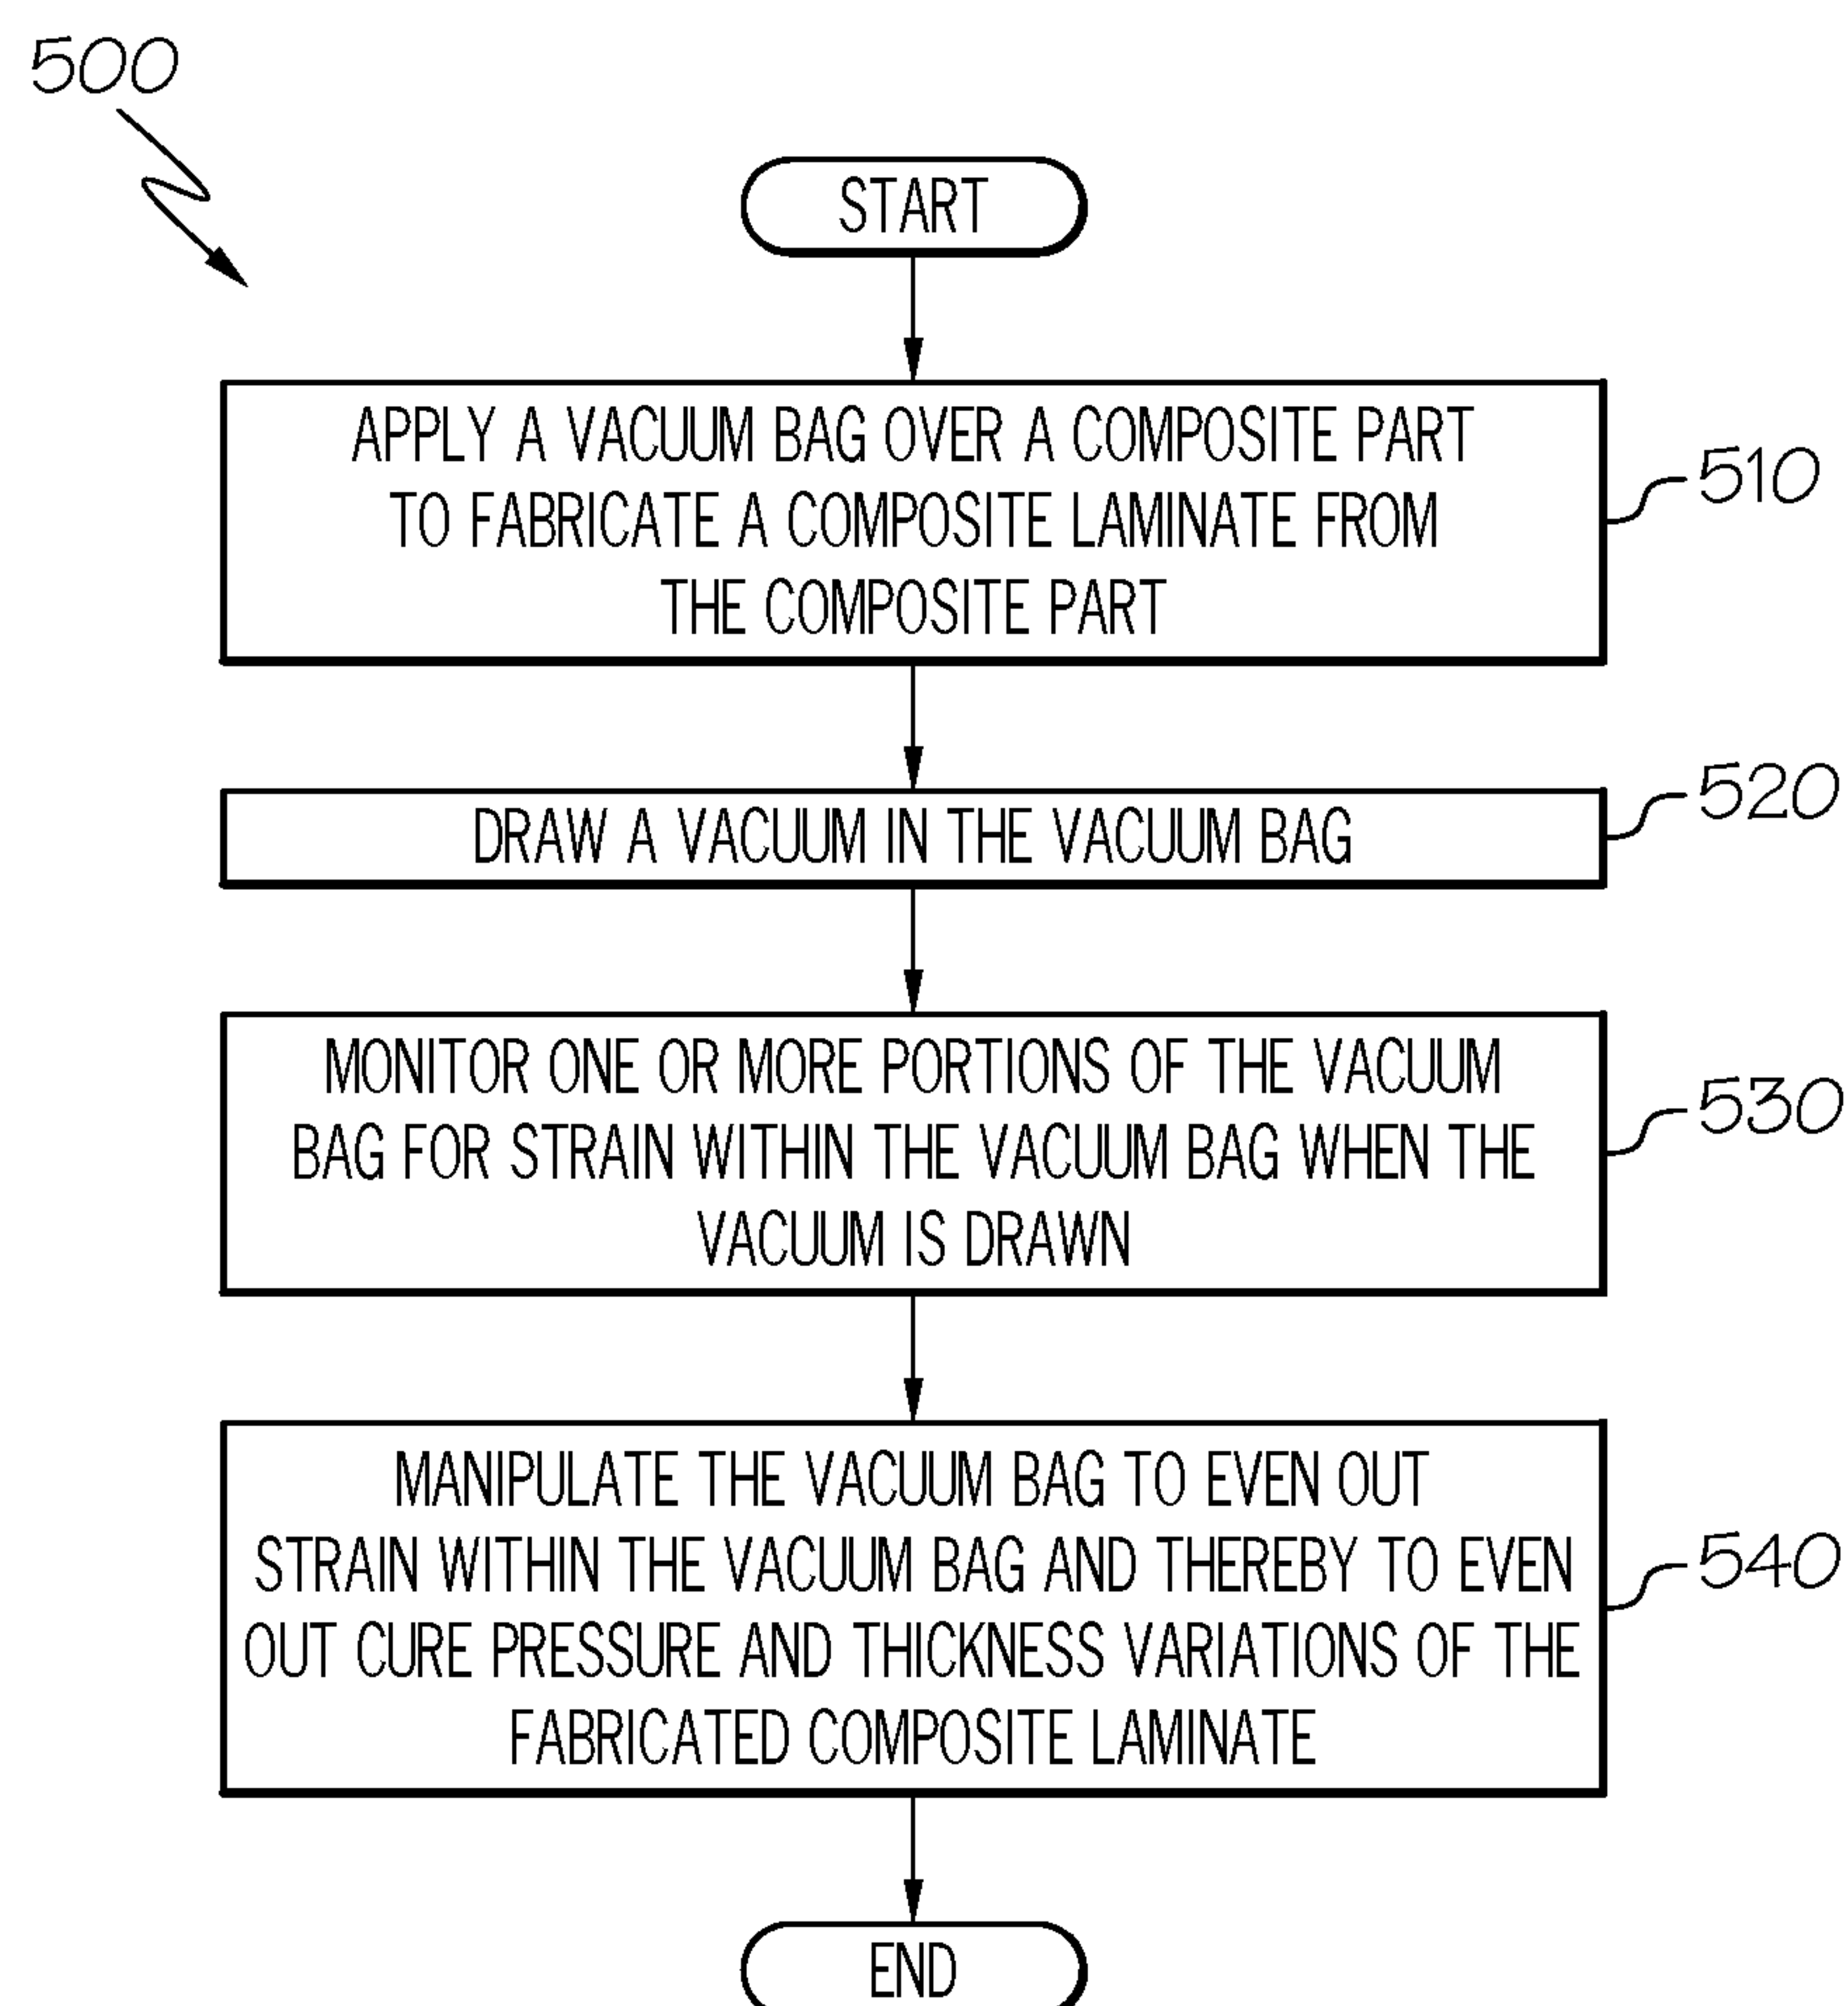 500
START
APPLY A VACUUM BAG OVER A COMPOSITE PART
TO FABRICATE A COMPOSITE LAMINATE FROM
THE COMPOSITE PART
510
DRAW A VACUUM IN THE VACUUM BAG
520
MONITOR ONE OR MORE PORTIONS OF THE VACUUM
BAG FOR STRAIN WITHIN THE VACUUM BAG WHEN THE
VACUUM IS DRAWN
530
MANIPULATE THE VACUUM BAG TO EVEN OUT
STRAIN WITHIN THE VACUUM BAG AND THEREBY TO EVEN
OUT CURE PRESSURE AND THICKNESS VARIATIONS OF THE
FABRICATED COMPOSITE LAMINATE
540
END